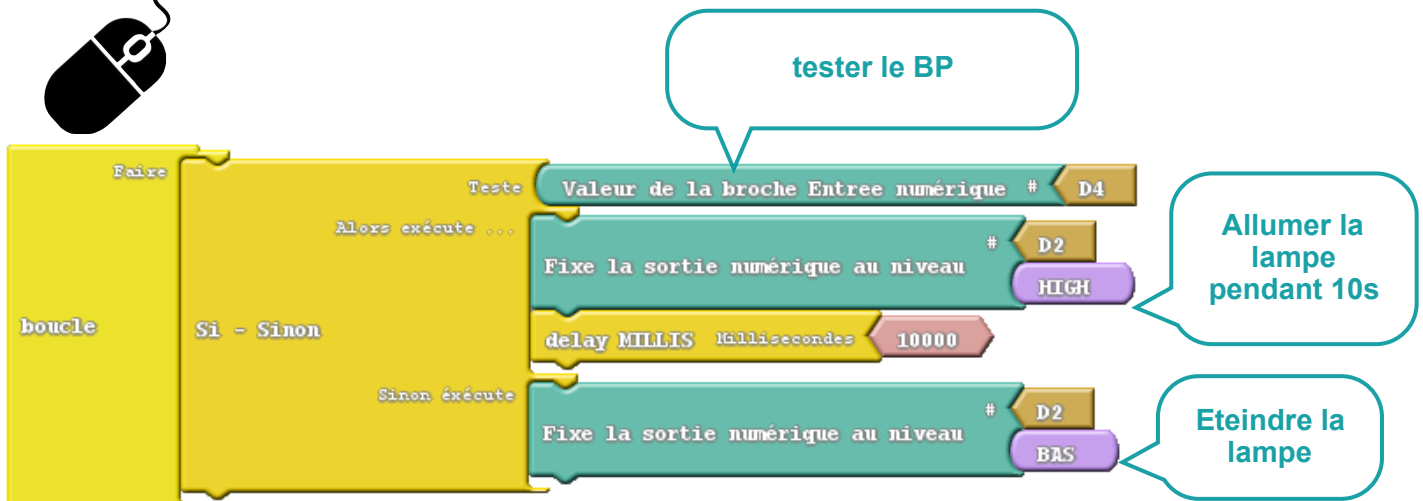 tester le BP
Faire
Teste
Valeur de la broche Entree numérique # D4
Alors exécute ...
# D2
Fixe la sortie numérique au niveau
HIGH
Allumer la
lampe
pendant 10s
boucle
Si - Sinon
delay MILLIS Millisecondes 10000
Sinon éxécute
# D2
Fixe la sortie numérique au niveau
BAS
Eteindre la
lampe